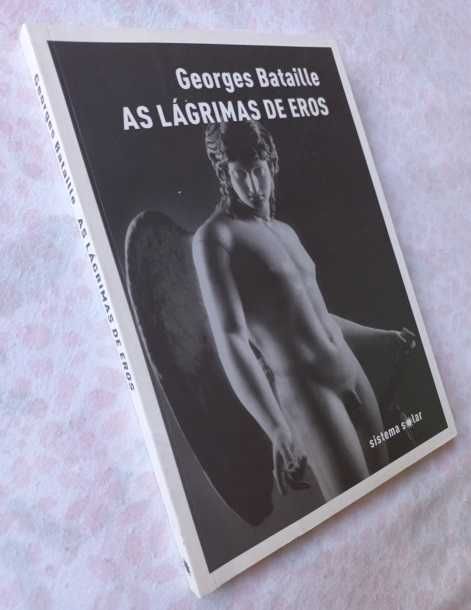 Georges Bataille
AS LÁGRIMAS DE EROS
sistema solar
Georges Bataille AS LÁGRIMAS DE EROS